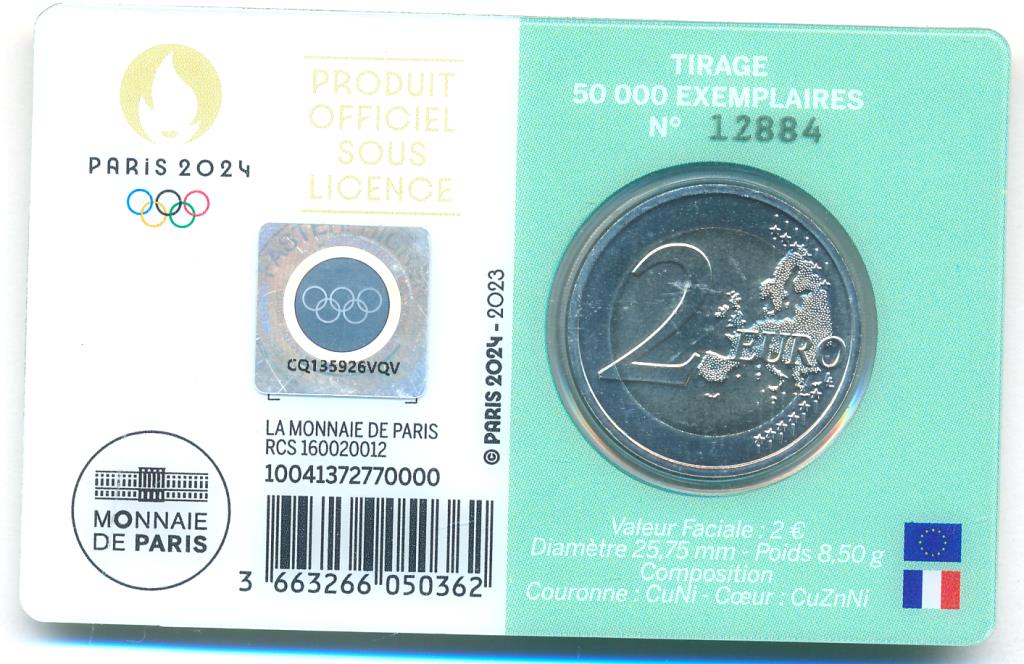 PARIS 2024
PRODUIT
OFFICIEL
SOUS
LICENCE
CQ135926VQV
LA MONNAIE DE PARIS
RCS 160020012
10041372770000
3 663266 050362
MONNAIE
DE PARIS
© PARIS 2024 - 2023
TIRAGE
50 000 EXEMPLAIRES
N° 12884
2 EURO
Valeur Faciale : 2 €
Diamètre 25,75 mm - Poids 8,50 g
Composition
Couronne : CuNi - Cœur : CuZnNi